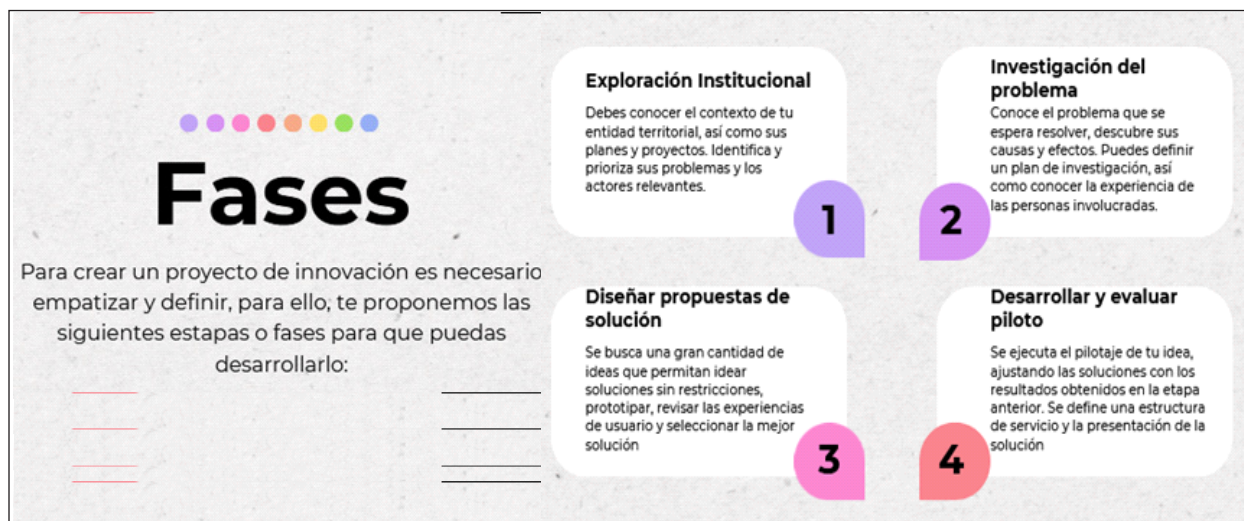 Fases
Para crear un proyecto de innovación es necesario
empatizar y definir, para ello, te proponemos las
siguientes estapas o fases para que puedas
desarrollarlo:
Exploración Institucional
Debes conocer el contexto de tu
entidad territorial, así como sus
planes y proyectos. Identifica y
prioriza sus problemas y los
actores relevantes.
1
Investigación del
problema
Conoce el problema que se
espera resolver, descubre sus
causas y efectos. Puedes definir
un plan de investigación, así
como conocer la experiencia de
las personas involucradas.
2
Diseñar propuestas de
solución
Se busca una gran cantidad de
ideas que permitan idear
soluciones sin restricciones,
prototipar, revisar las experiencias
de usuario y seleccionar la mejor
solución
3
Desarrollar y evaluar
piloto
Se ejecuta el pilotaje de tu idea,
ajustando las soluciones con los
resultados obtenidos en la etapa
anterior. Se define una estructura
de servicio y la presentación de la
solución
4